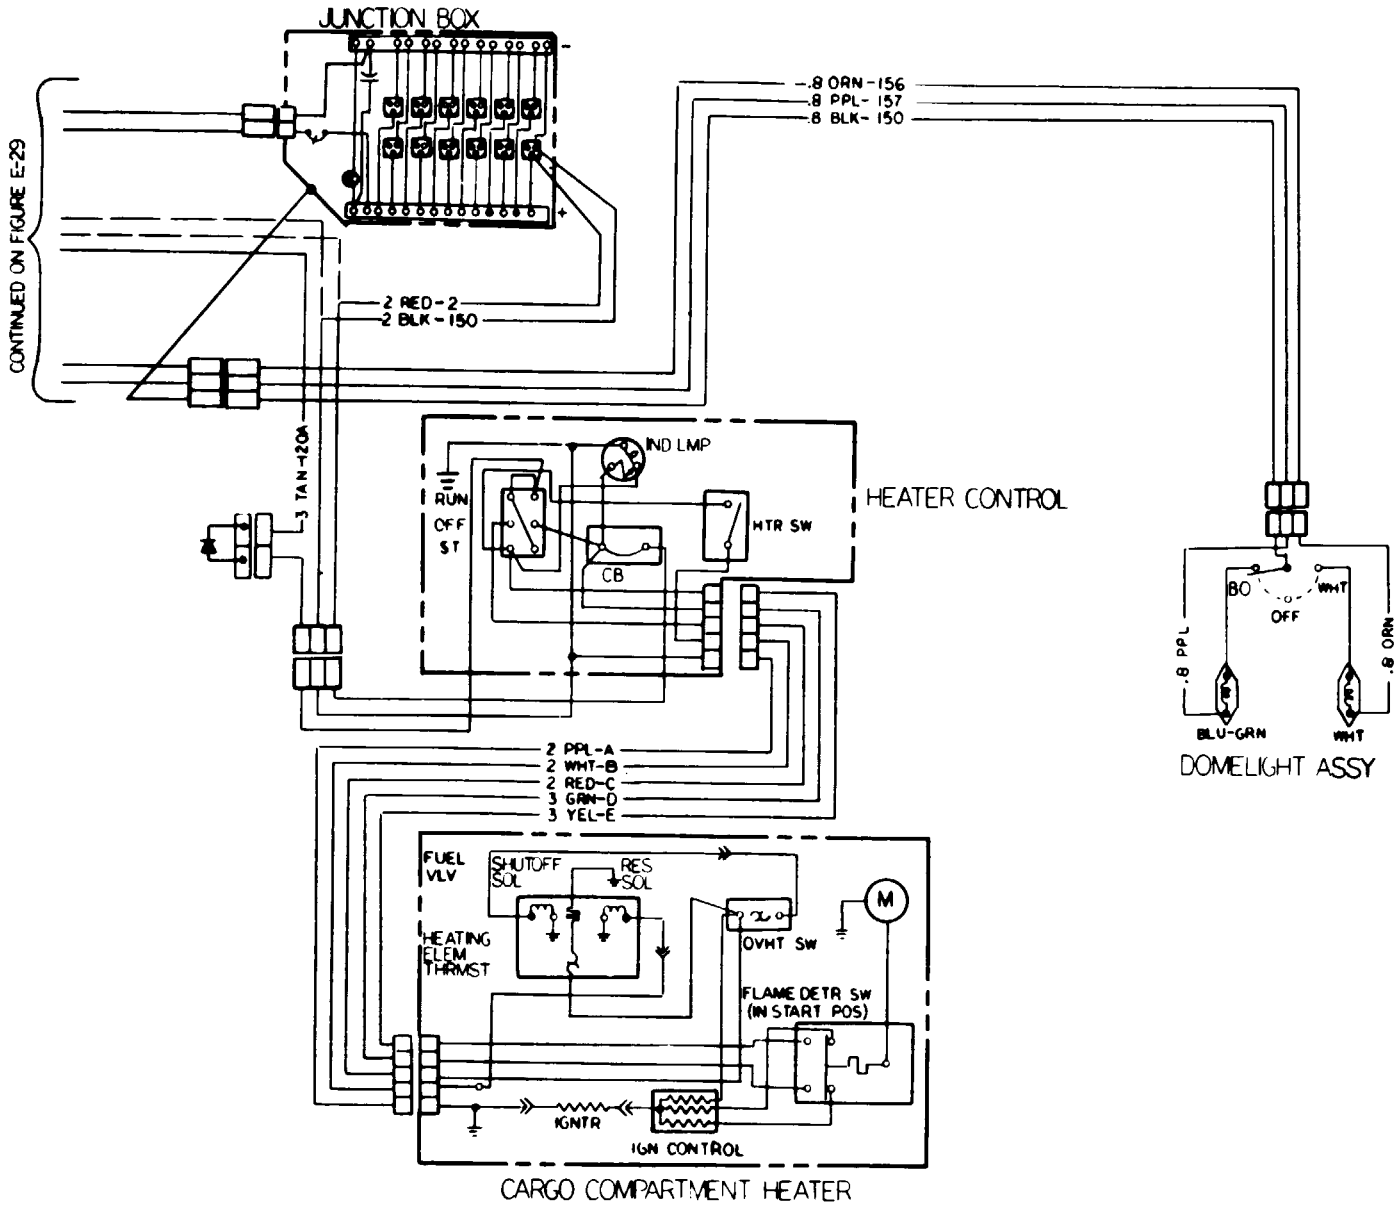 JUNCTION BOX
-
+
CONTINUED ON FIGURE E-29
.8 ORN-156
.8 PPL-157
.8 BLK-150
2 RED-2
2 BLK-150
3 TAN-120A
IND LMP
RUN
OFF
ST
CB
HTR SW
HEATER CONTROL
BO
OFF
WHT
.8 PPL
.8 ORN
BLU-GRN
WHT
DOMELIGHT ASSY
2 PPL-A
2 WHT-B
2 RED-C
3 GRN-D
3 YEL-E
FUEL
VLV
SHUTOFF
SOL
RES
SOL
HEATING
ELEM
THRMST
M
OVHT SW
FLAME DETR SW
(IN START POS)
IGNTR
IGN CONTROL
CARGO COMPARTMENT HEATER